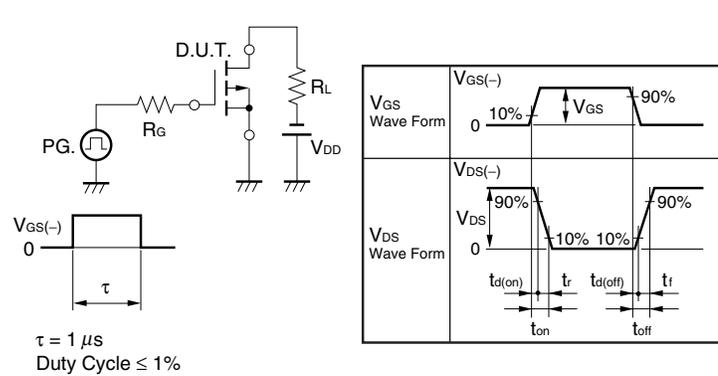 D.U.T.
RL
RG
PG.
VDD
VGS(−)
0
τ
τ = 1 μs
Duty Cycle ≤ 1%
VGS
Wave Form
VGS(−)
10%
0
VGS
90%
VDS
Wave Form
VDS(−)
90%
VDS
0
10% 10%
90%
td(on) tr td(off) tf
ton toff